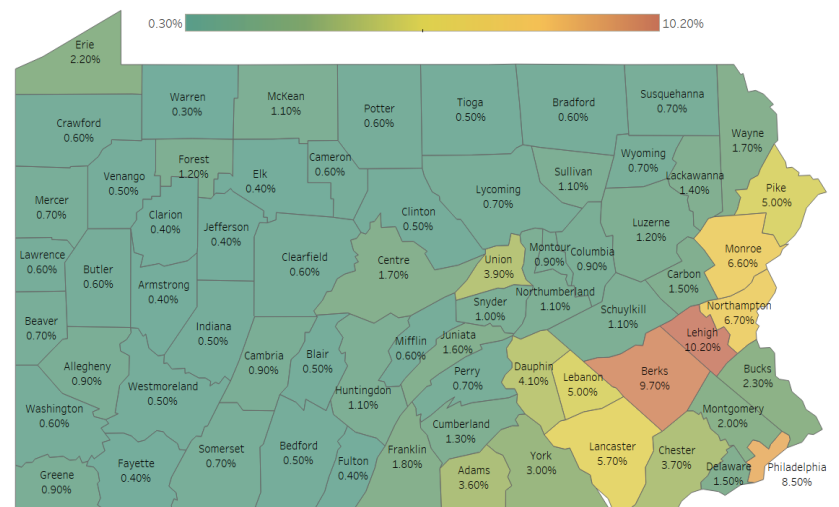 0.30%
10.20%
Erie
2.20%
Warren
0.30%
McKean
1.10%
Potter
0.60%
Tioga
0.50%
Bradford
0.60%
Susquehanna
0.70%
Wayne
1.70%
Crawford
0.60%
Forest
1.20%
Cameron
0.60%
Wyoming
0.70%
Lackawanna
1.40%
Venango
0.50%
Elk
0.40%
Sullivan
1.10%
Pike
5.00%
Mercer
0.70%
Clarion
0.40%
Lycoming
0.70%
Clinton
0.50%
Jefferson
0.40%
Luzerne
1.20%
Lawrence
0.60%
Butler
0.60%
Clearfield
0.60%
Centre
1.70%
Union
3.90%
Montour
0.90%
Columbia
0.90%
Monroe
6.60%
Carbon
1.50%
Armstrong
0.40%
Snyder
1.00%
Northumberland
1.10%
Northampton
6.70%
Schuylkill
1.10%
Beaver
0.70%
Indiana
0.50%
Mifflin
0.60%
Juniata
1.60%
Lehigh
10.20%
Allegheny
0.90%
Cambria
0.90%
Blair
0.50%
Perry
0.70%
Dauphin
4.10%
Lebanon
5.00%
Berks
9.70%
Bucks
2.30%
Westmoreland
0.50%
Huntingdon
1.10%
Washington
0.60%
Cumberland
1.30%
Montgomery
2.00%
Somerset
0.70%
Bedford
0.50%
Franklin
1.80%
Lancaster
5.70%
Chester
3.70%
Greene
0.90%
Fayette
0.40%
Fulton
0.40%
Adams
3.60%
York
3.00%
Delaware
1.50%
Philadelphia
8.50%